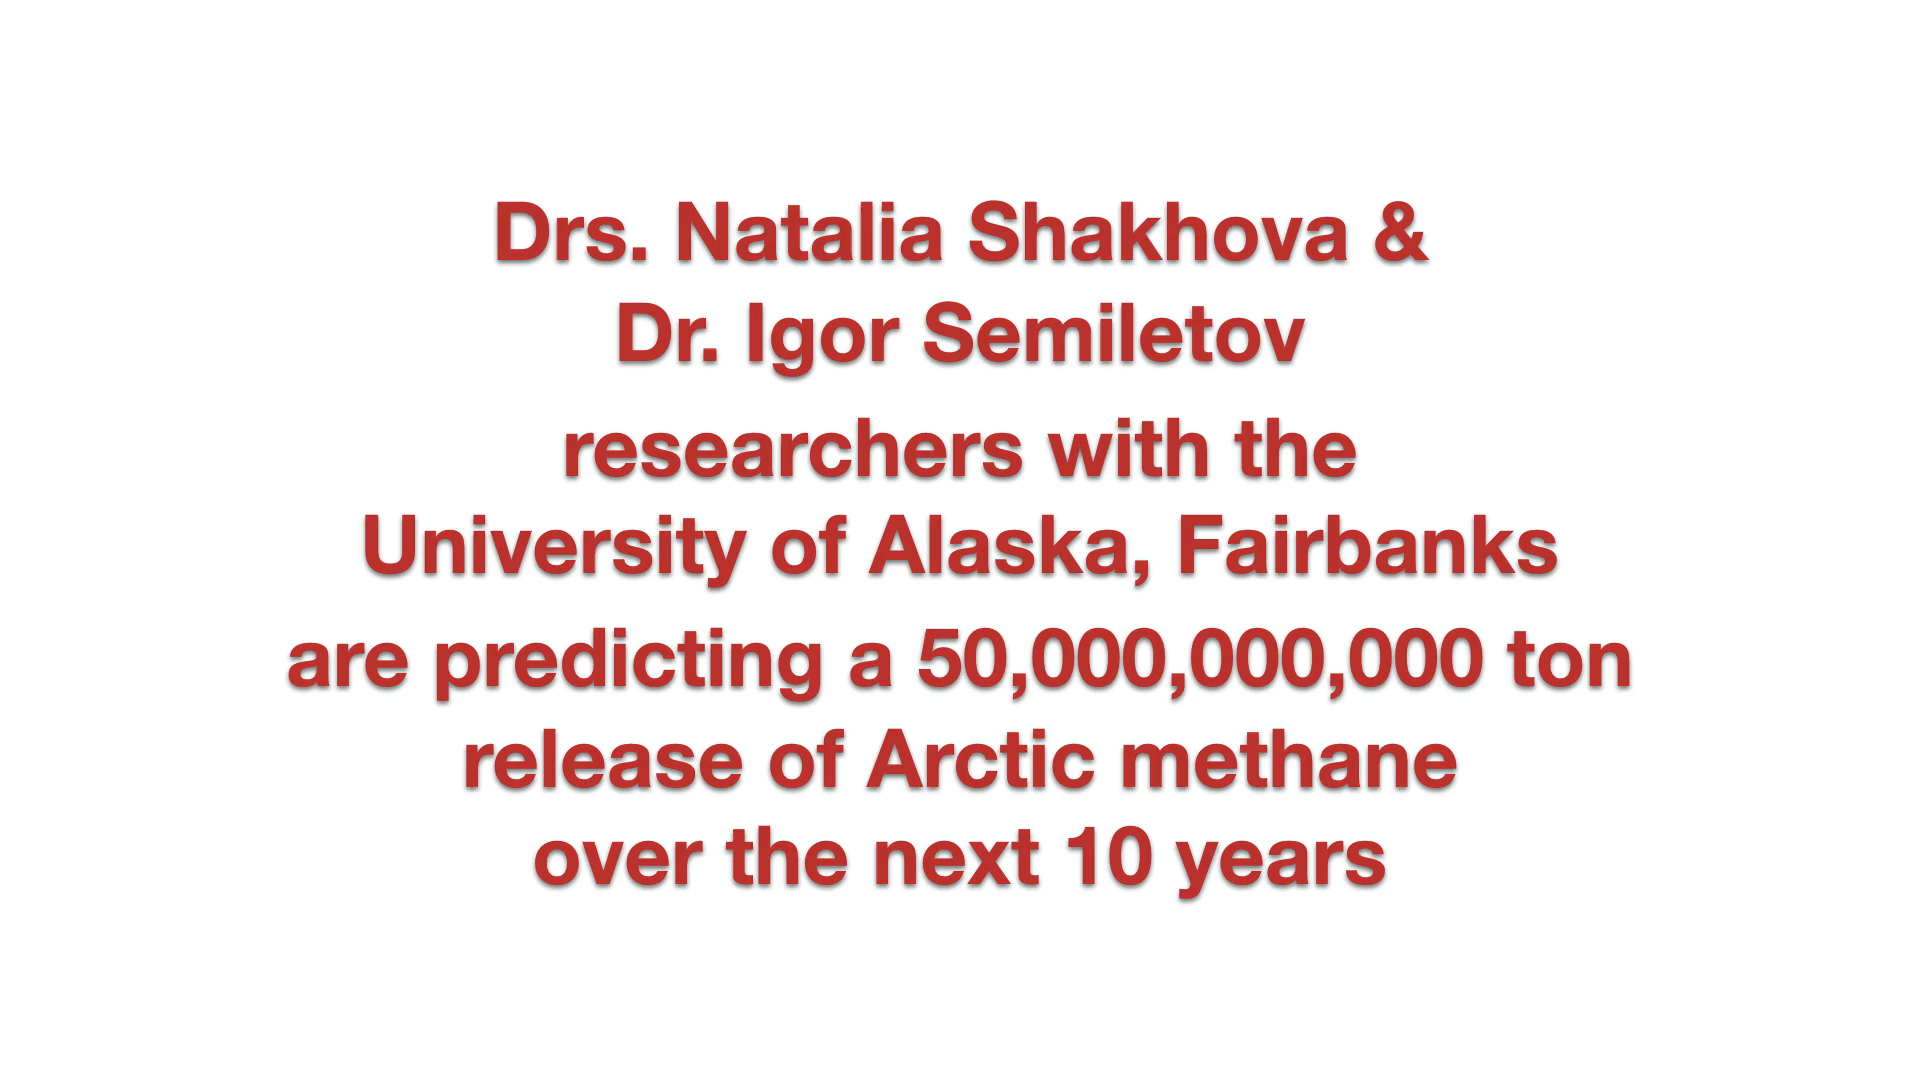 Drs. Natalia Shakhova &
Dr. Igor Semiletov
researchers with the
University of Alaska, Fairbanks
are predicting a 50,000,000,000 ton
release of Arctic methane
over the next 10 years